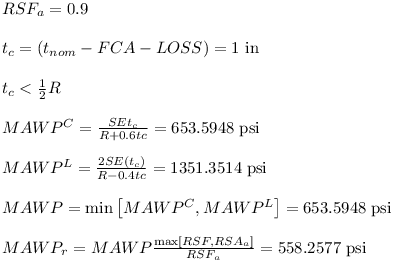 RSF_a = 0.9
t_c = (t_nom − FCA − LOSS) = 1 in
t_c < 1/2 R
MAWP^C = SEt_c / (R+0.6tc) = 653.5948 psi
MAWP^L = 2SE(t_c) / (R−0.4tc) = 1351.3514 psi
MAWP = min [MAWP^C, MAWP^L] = 653.5948 psi
MAWP_r = MAWP max[RSF,RSA_a] / RSF_a = 558.2577 psi